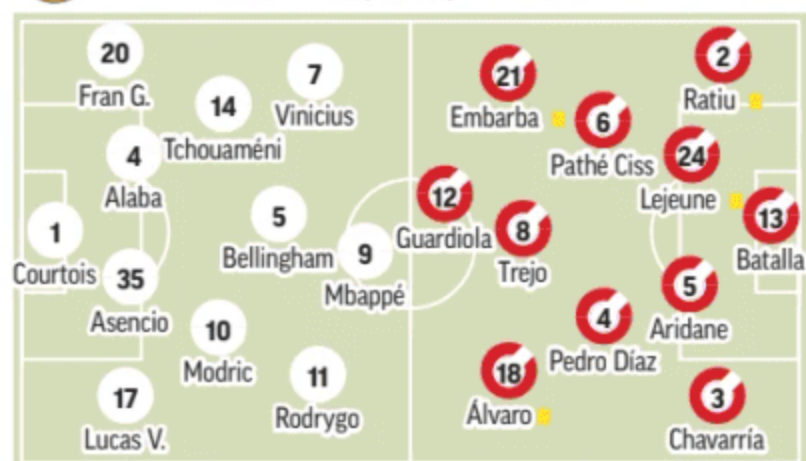 20
Fran G.
7
Vinicius
14
Tchouaméni
4
Alaba
5
Bellingham
1
Courtois
9
Mbappé
35
Asencio
10
Modric
11
Rodrygo
17
Lucas V.
2
Ratiu
21
Embarba
6
Pathé Ciss
24
Lejeune
12
Guardiola
8
Trejo
13
Batalla
5
Aridane
4
Pedro Díaz
18
Álvaro
3
Chavarría